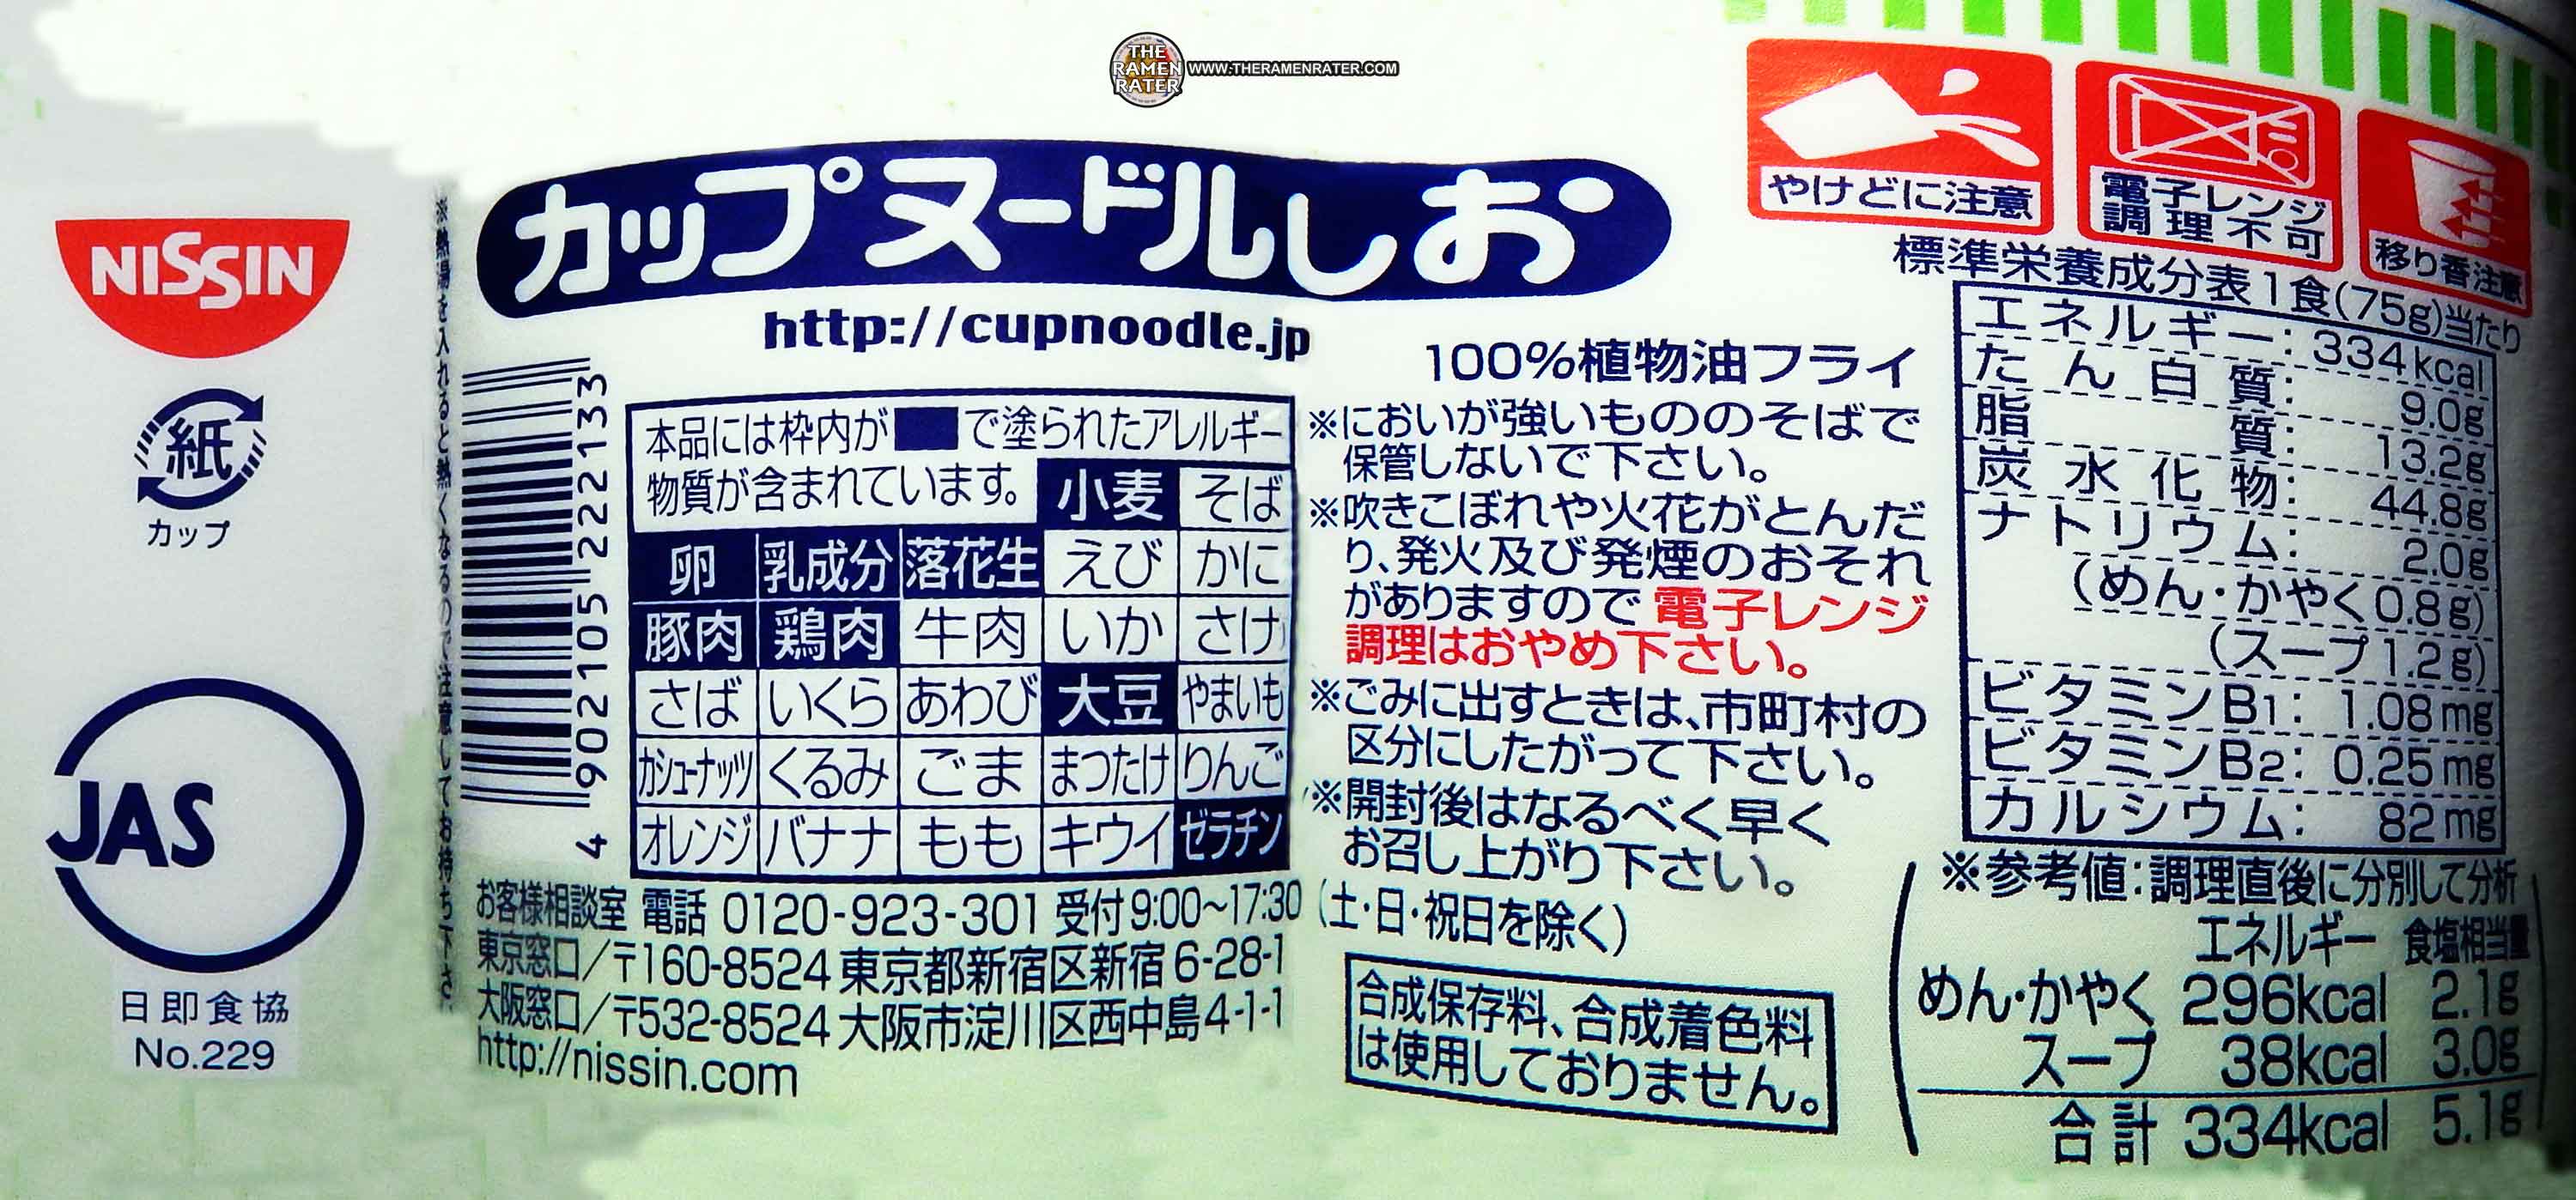 THE RAMEN RATER
WWW.THERAMENRATER.COM
NISSIN
紙
カップ
JAS
日即食協
No.229
※熱湯を入れると熱くなるので注意してお持ち下さい
カップヌードルしお
http://cupnoodle.jp
4 902105 222133
本品には枠内が■で塗られたアレルギー
物質が含まれています。 小麦 そば
卵 乳成分 落花生 えび かに
豚肉 鶏肉 牛肉 いか さけ
さば いくら あわび 大豆 やまいも
カシューナッツ くるみ ごま まつたけ りんご
オレンジ バナナ もも キウイ ゼラチン
お客様相談室 電話 0120-923-301 受付9:00~17:30(土・日・祝日を除く)
東京窓口/〒160-8524 東京都新宿区新宿6-28-1
大阪窓口/〒532-8524 大阪市淀川区西中島4-1-1
http://nissin.com
100%植物油フライ
※においが強いもののそばで
保管しないで下さい。
※吹きこぼれや火花がとんだ
り、発火及び発煙のおそれ
がありますので電子レンジ
調理はおやめ下さい。
※ごみに出すときは、市町村の
区分にしたがって下さい。
※開封後はなるべく早く
お召し上がり下さい。
合成保存料、合成着色料
は使用しておりません。
やけどに注意
電子レンジ
調理不可
移り香注意
標準栄養成分表1食(75g)当たり
エネルギー: 334kcal
たん白質: 9.0g
脂質: 13.2g
炭水化物: 44.8g
ナトリウム: 2.0g
(めん・かやく0.8g)
(スープ1.2g)
ビタミンB1: 1.08mg
ビタミンB2: 0.25mg
カルシウム: 82mg
※参考値:調理直後に分別して分析
エネルギー 食塩相当量
めん・かやく 296kcal 2.1g
スープ 38kcal 3.0g
合計 334kcal 5.1g